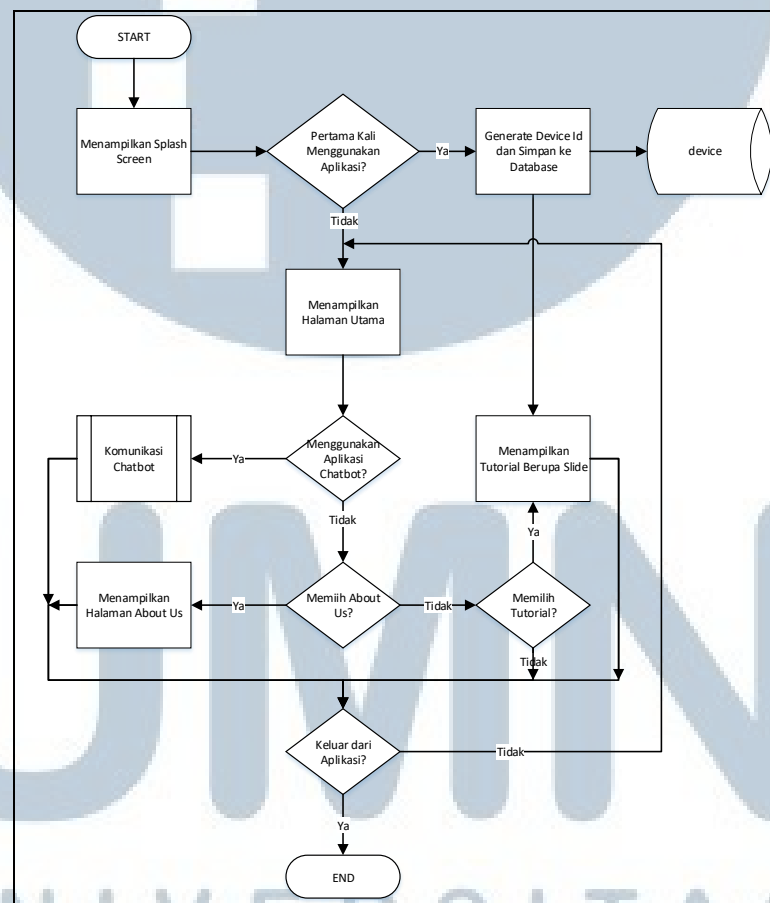 START
Menampilkan Splash
Screen
Pertama Kali
Menggunakan
Aplikasi?
Ya
Generate Device Id
dan Simpan ke
Database
device
Tidak
Menampilkan
Halaman Utama
Komunikasi
Chatbot
Ya
Menggunakan
Aplikasi
Chatbot?
Menampilkan
Tutorial Berupa Slide
Tidak
Ya
Menampilkan
Halaman About Us
Ya
Memiih About
Us?
Tidak
Memilih
Tutorial?
Tidak
Keluar dari
Aplikasi?
Tidak
Ya
END
UMN